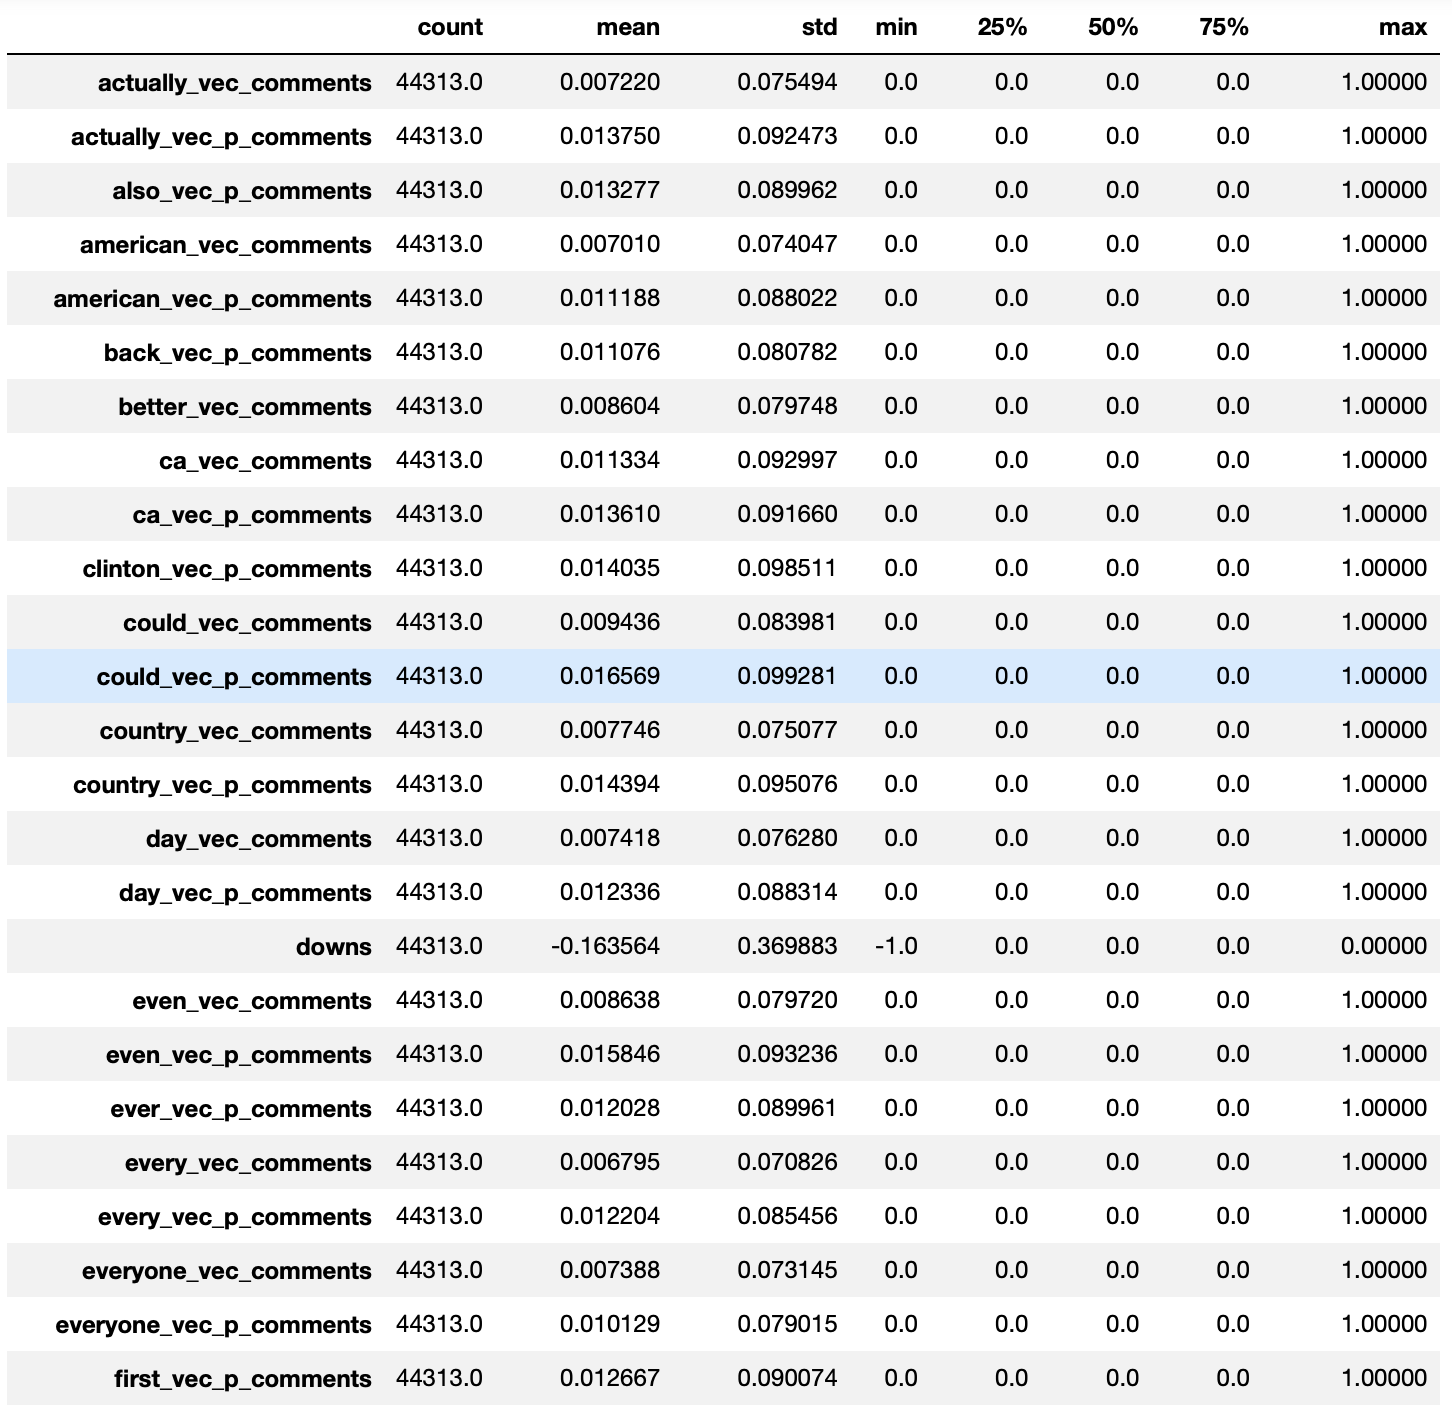 count mean std min 25% 50% 75% max
actually_vec_comments 44313.0 0.007220 0.075494 0.0 0.0 0.0 0.0 1.00000
actually_vec_p_comments 44313.0 0.013750 0.092473 0.0 0.0 0.0 0.0 1.00000
also_vec_p_comments 44313.0 0.013277 0.089962 0.0 0.0 0.0 0.0 1.00000
american_vec_comments 44313.0 0.007010 0.074047 0.0 0.0 0.0 0.0 1.00000
american_vec_p_comments 44313.0 0.011188 0.088022 0.0 0.0 0.0 0.0 1.00000
back_vec_p_comments 44313.0 0.011076 0.080782 0.0 0.0 0.0 0.0 1.00000
better_vec_comments 44313.0 0.008604 0.079748 0.0 0.0 0.0 0.0 1.00000
ca_vec_comments 44313.0 0.011334 0.092997 0.0 0.0 0.0 0.0 1.00000
ca_vec_p_comments 44313.0 0.013610 0.091660 0.0 0.0 0.0 0.0 1.00000
clinton_vec_p_comments 44313.0 0.014035 0.098511 0.0 0.0 0.0 0.0 1.00000
could_vec_comments 44313.0 0.009436 0.083981 0.0 0.0 0.0 0.0 1.00000
could_vec_p_comments 44313.0 0.016569 0.099281 0.0 0.0 0.0 0.0 1.00000
country_vec_comments 44313.0 0.007746 0.075077 0.0 0.0 0.0 0.0 1.00000
country_vec_p_comments 44313.0 0.014394 0.095076 0.0 0.0 0.0 0.0 1.00000
day_vec_comments 44313.0 0.007418 0.076280 0.0 0.0 0.0 0.0 1.00000
day_vec_p_comments 44313.0 0.012336 0.088314 0.0 0.0 0.0 0.0 1.00000
downs 44313.0 -0.163564 0.369883 -1.0 0.0 0.0 0.0 0.00000
even_vec_comments 44313.0 0.008638 0.079720 0.0 0.0 0.0 0.0 1.00000
even_vec_p_comments 44313.0 0.015846 0.093236 0.0 0.0 0.0 0.0 1.00000
ever_vec_p_comments 44313.0 0.012028 0.089961 0.0 0.0 0.0 0.0 1.00000
every_vec_comments 44313.0 0.006795 0.070826 0.0 0.0 0.0 0.0 1.00000
every_vec_p_comments 44313.0 0.012204 0.085456 0.0 0.0 0.0 0.0 1.00000
everyone_vec_comments 44313.0 0.007388 0.073145 0.0 0.0 0.0 0.0 1.00000
everyone_vec_p_comments 44313.0 0.010129 0.079015 0.0 0.0 0.0 0.0 1.00000
first_vec_p_comments 44313.0 0.012667 0.090074 0.0 0.0 0.0 0.0 1.00000